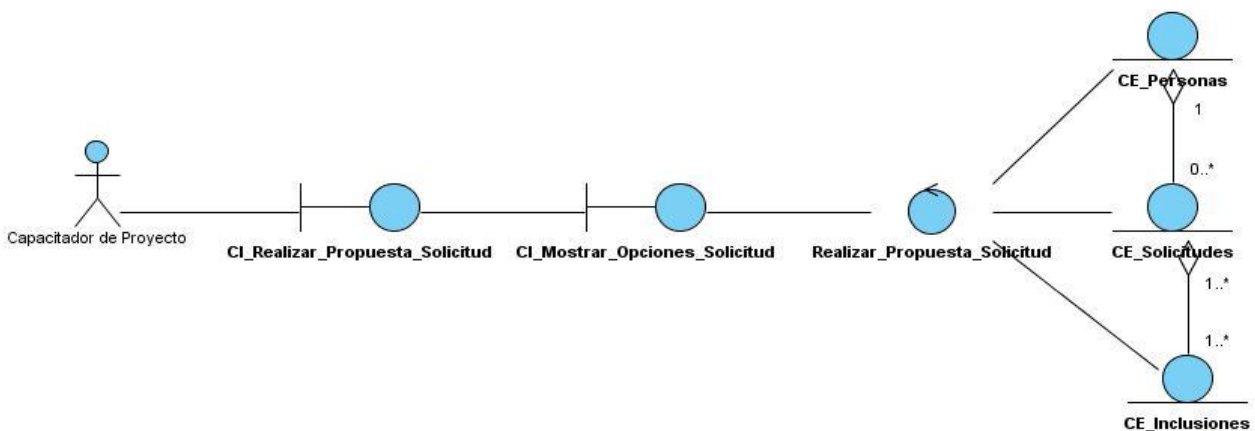 CE_Personas
1
0..*
Capacitador de Proyecto
CI_Realizar_Propuesta_Solicitud
CI_Mostrar_Opciones_Solicitud
Realizar_Propuesta_Solicitud
CE_Solicitudes
1..*
1..*
CE_Inclusiones